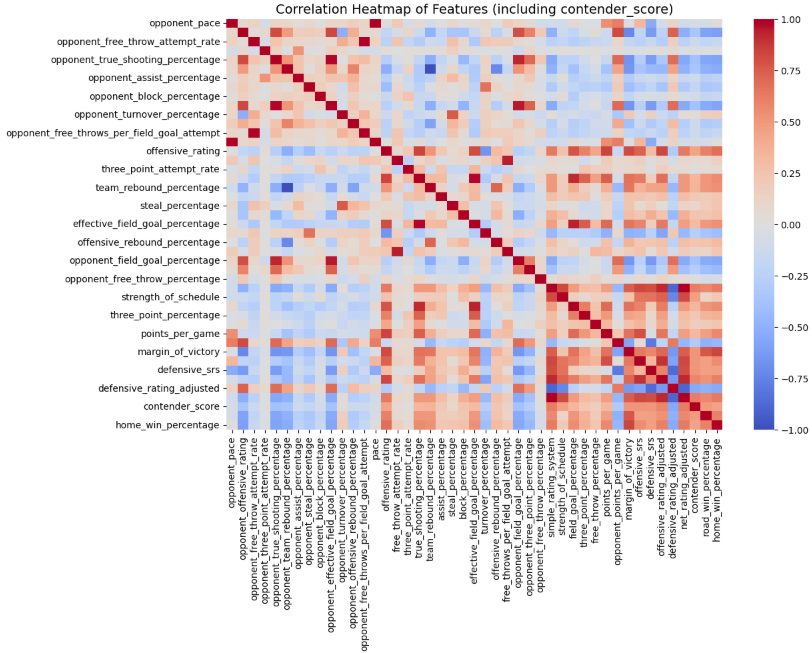 Correlation Heatmap of Features (including contender_score)
opponent_pace
opponent_free_throw_attempt_rate
opponent_true_shooting_percentage
opponent_assist_percentage
opponent_block_percentage
opponent_turnover_percentage
opponent_free_throws_per_field_goal_attempt
offensive_rating
three_point_attempt_rate
team_rebound_percentage
steal_percentage
effective_field_goal_percentage
offensive_rebound_percentage
opponent_field_goal_percentage
opponent_free_throw_percentage
strength_of_schedule
three_point_percentage
points_per_game
margin_of_victory
defensive_srs
defensive_rating_adjusted
contender_score
home_win_percentage
opponent_pace
opponent_offensive_rating
opponent_free_throw_attempt_rate
opponent_three_point_attempt_rate
opponent_true_shooting_percentage
opponent_team_rebound_percentage
opponent_assist_percentage
opponent_steal_percentage
opponent_block_percentage
opponent_effective_field_goal_percentage
opponent_turnover_percentage
opponent_offensive_rebound_percentage
opponent_free_throws_per_field_goal_attempt
pace
offensive_rating
free_throw_attempt_rate
three_point_attempt_rate
true_shooting_percentage
team_rebound_percentage
assist_percentage
steal_percentage
block_percentage
effective_field_goal_percentage
turnover_percentage
offensive_rebound_percentage
free_throws_per_field_goal_attempt
opponent_field_goal_percentage
opponent_three_point_percentage
opponent_free_throw_percentage
simple_rating_system
strength_of_schedule
field_goal_percentage
three_point_percentage
free_throw_percentage
points_per_game
opponent_points_per_game
margin_of_victory
offensive_srs
defensive_srs
offensive_rating_adjusted
defensive_rating_adjusted
net_rating_adjusted
contender_score
road_win_percentage
home_win_percentage
1.00
0.75
0.50
0.25
0.00
−0.25
−0.50
−0.75
−1.00